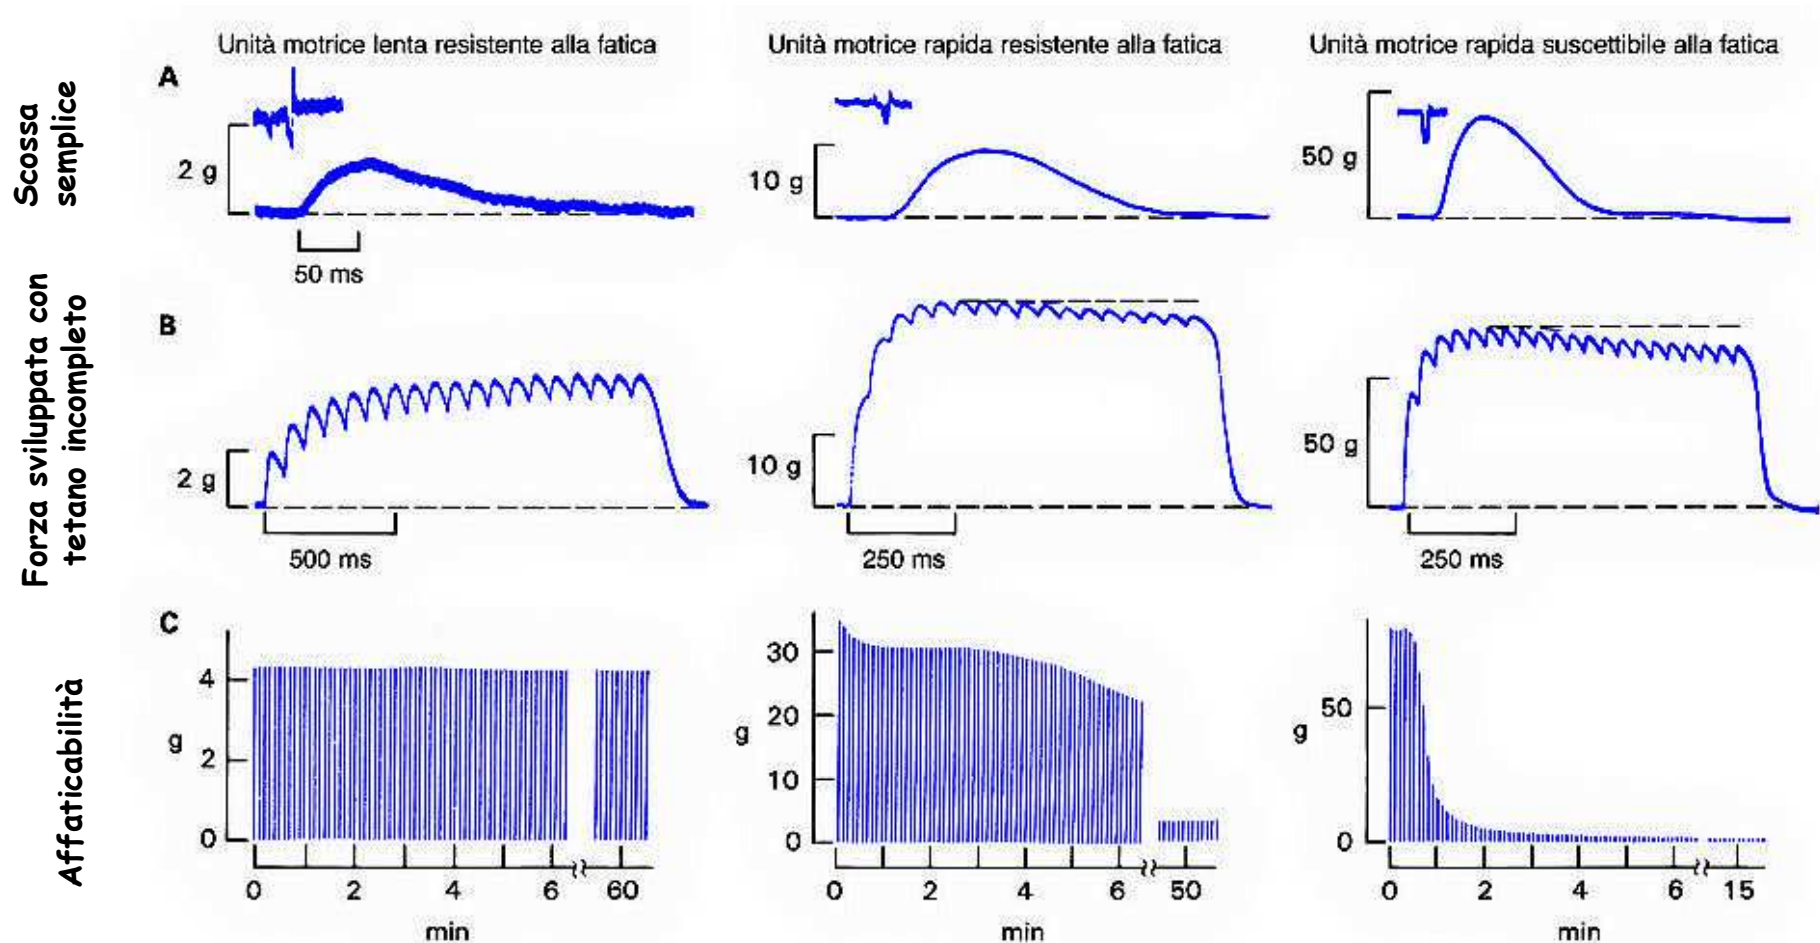 Unità motrice lenta resistente alla fatica
Unità motrice rapida resistente alla fatica
Unità motrice rapida suscettibile alla fatica
Scossa
semplice
A
2 g
50 ms
10 g
50 g
Forza sviluppata con
tetano incompleto
B
2 g
500 ms
10 g
250 ms
50 g
250 ms
Affaticabilità
C
g
4
2
0
0 2 4 6 60
min
g
30
20
10
0
0 2 4 6 50
min
g
50
0
0 2 4 6 15
min